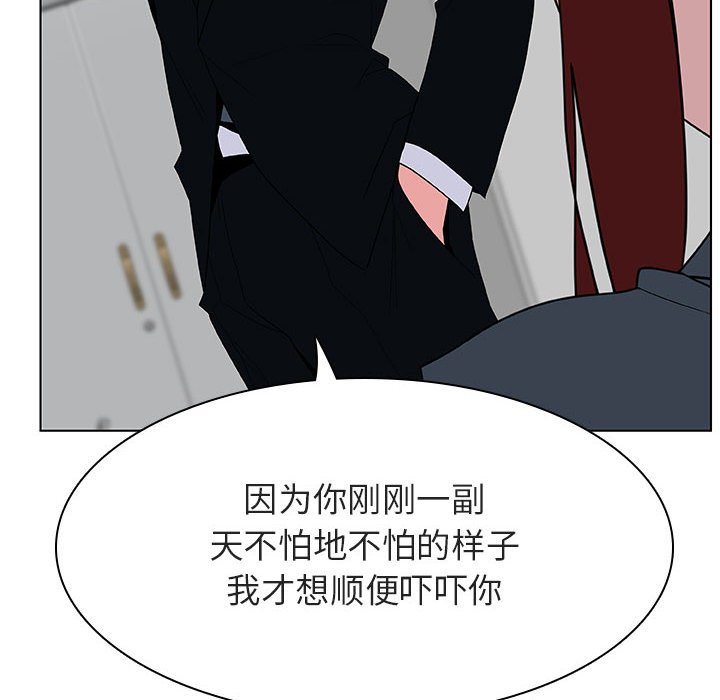 因为你刚刚一副
天不怕地不怕的样子
我才想顺便吓吓你